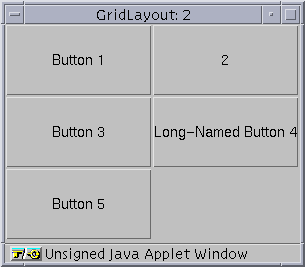 GridLayout: 2
Button 1
2
Button 3
Long-Named Button 4
Button 5
Unsigned Java Applet Window